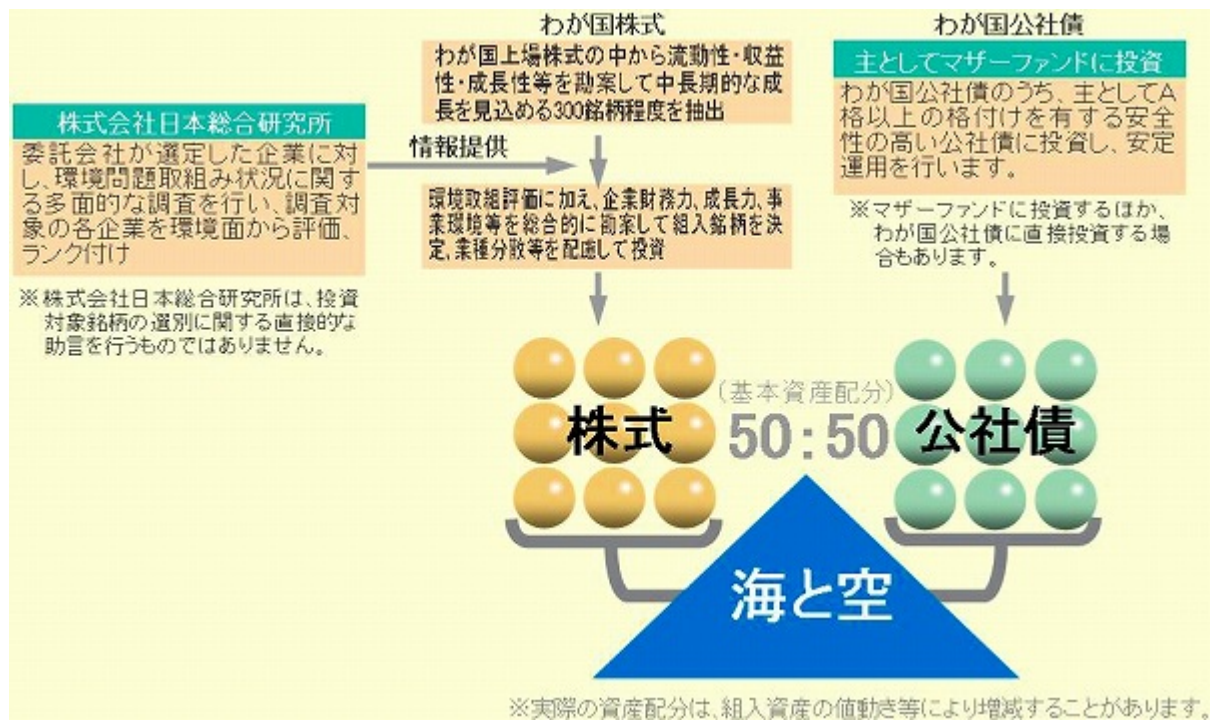 わが国株式
わが国上場株式の中から流動性・収益
性・成長性等を勘案して中長期的な成
長を見込める300銘柄程度を抽出
わが国公社債
主としてマザーファンドに投資
わが国公社債のうち、主としてA
格以上の格付けを有する安全
性の高い公社債に投資し、安定
運用を行います。
※マザーファンドに投資するほか、
わが国公社債に直接投資する場
合もあります。
株式会社日本総合研究所
委託会社が選定した企業に対
し、環境問題取組み状況に関す
る多面的な調査を行い、調査対
象の各企業を環境面から評価、
ランク付け
※株式会社日本総合研究所は、投資
対象銘柄の選別に関する直接的な
助言を行うものではありません。
情報提供
環境取組評価に加え、企業財務力、成長力、事
業環境等を総合的に勘案して組入銘柄を決
定、業種分散等を配慮して投資
株式
(基本資産配分)
50:50
公社債
海と空
※実際の資産配分は、組入資産の値動き等により増減することがあります。